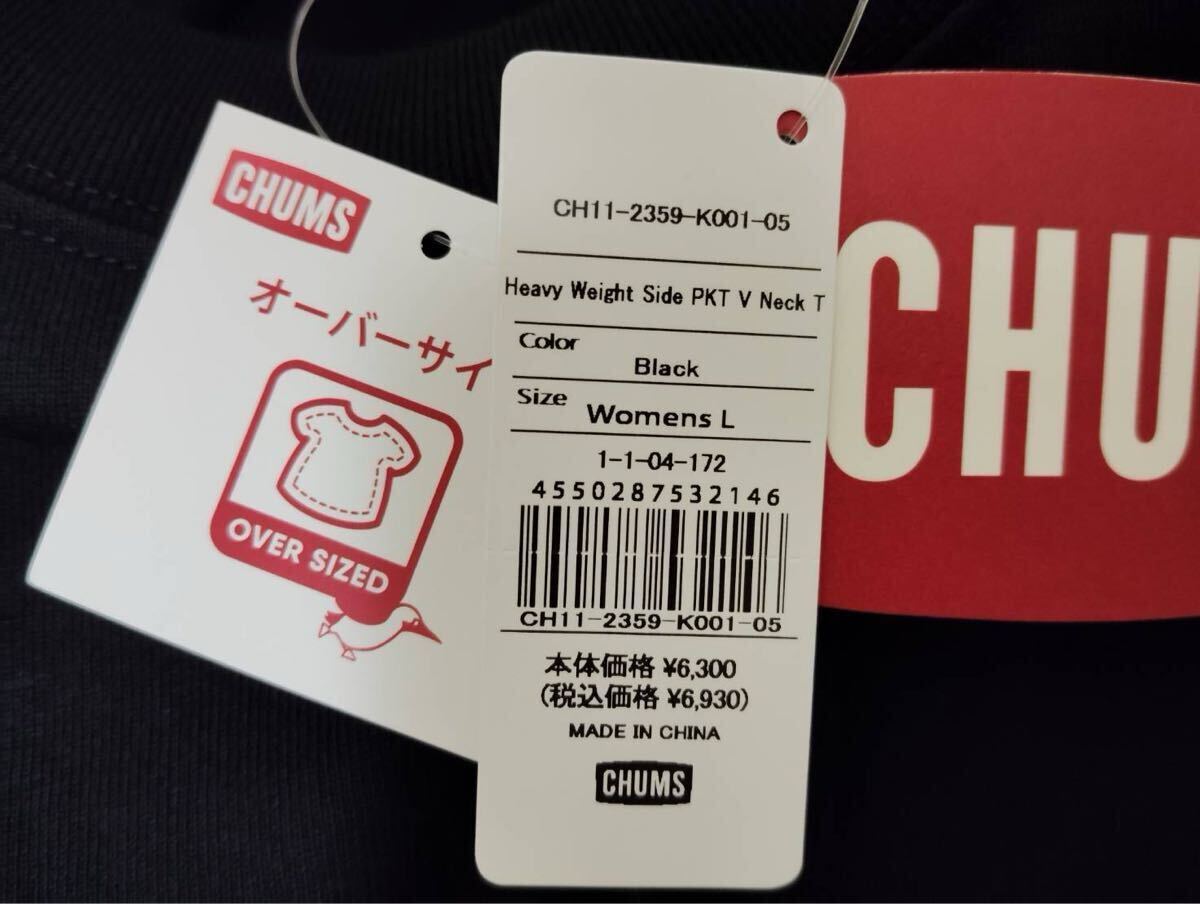 CHUMS
オーバーサイ
OVER SIZED
CH11-2359-K001-05
Heavy Weight Side PKT V Neck T
Color
Black
Size
Womens L
1-1-04-172
4550287532146
CH11-2359-K001-05
本体価格 ¥6,300
(税込価格 ¥6,930)
MADE IN CHINA
CHUMS
CHU